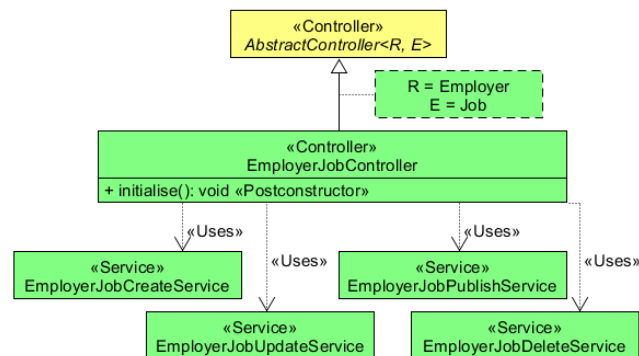 «Controller»
AbstractController<R, E>
R = Employer
E = Job
«Controller»
EmployerJobController
+ initialise(): void «Postconstructor»
«Uses»
«Uses»
«Uses»
«Uses»
«Service»
EmployerJobCreateService
«Service»
EmployerJobPublishService
«Service»
EmployerJobUpdateService
«Service»
EmployerJobDeleteService